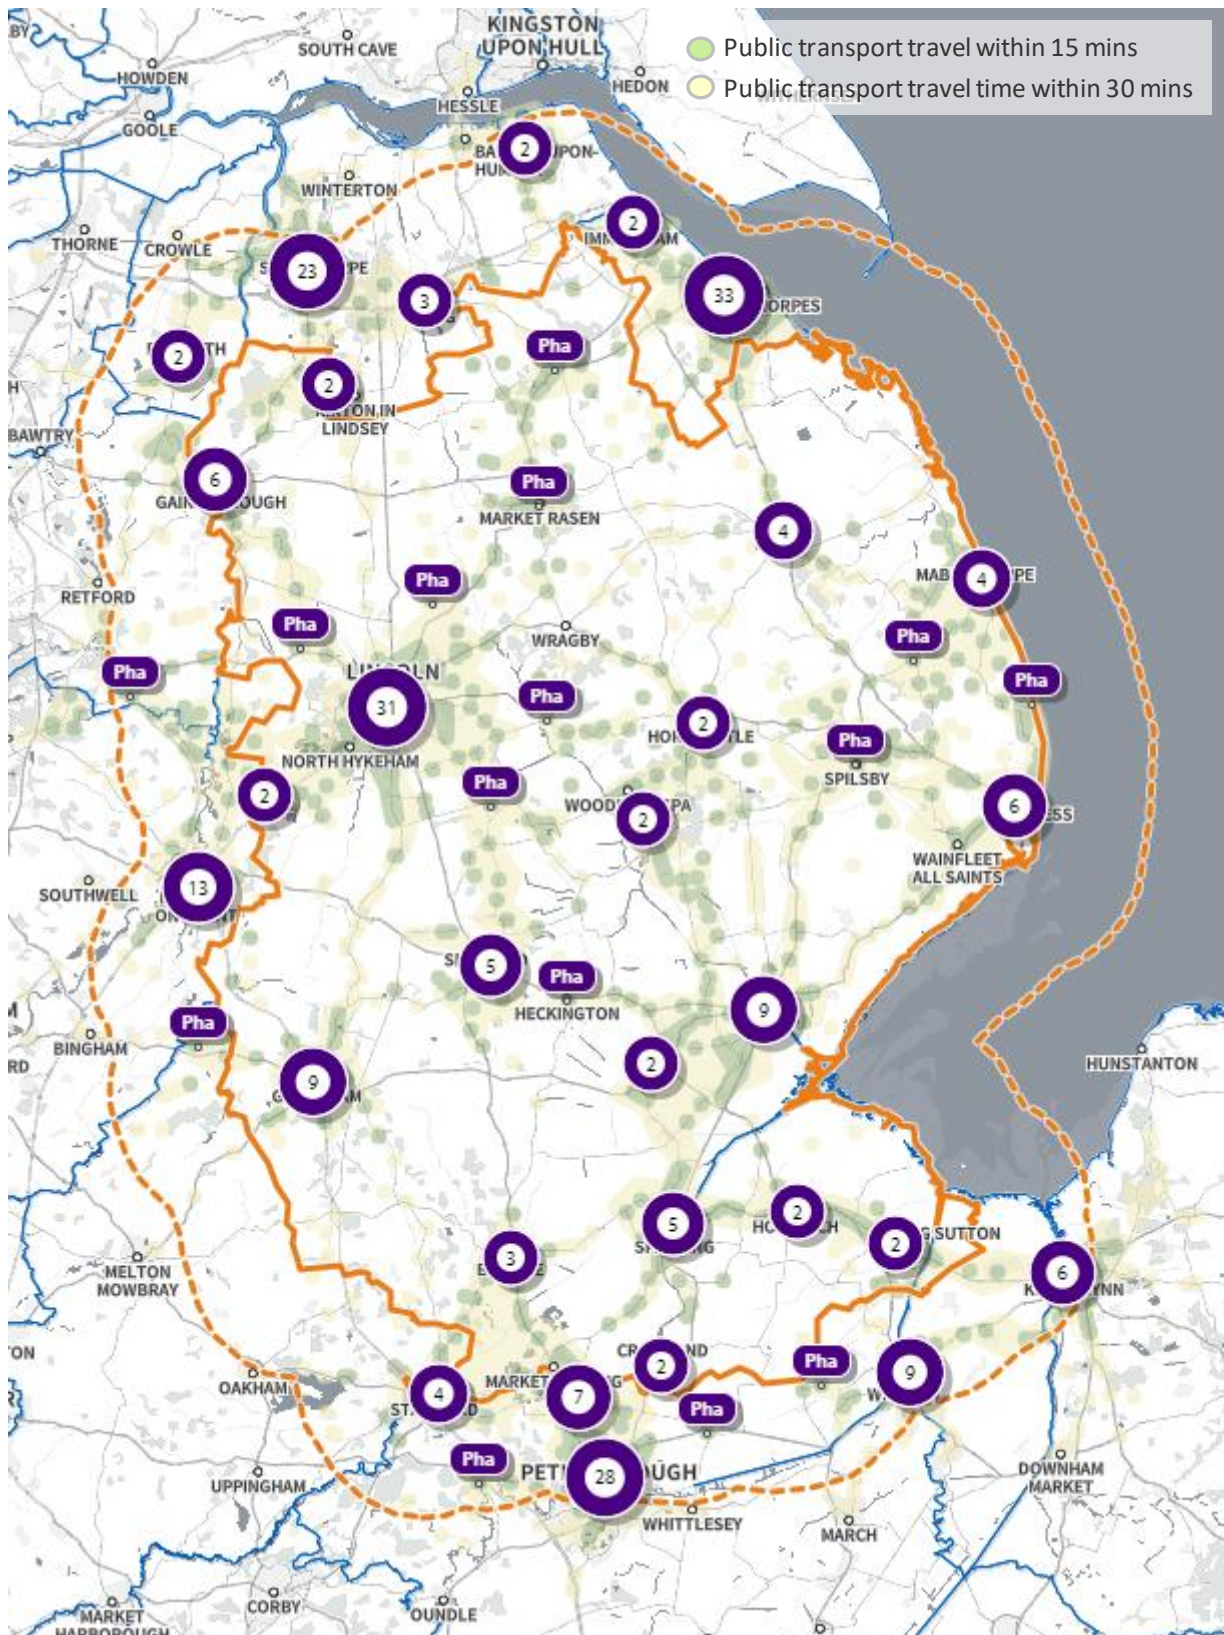 KINGSTON
UPON HULL
SOUTH CAVE
HOWDEN
HEDON
Public transport travel within 15 mins
Public transport travel time within 30 mins
HESSLE
GOOLE
2
WINTERTON
2
THORNE
CROWLE
23
3
33
2
Pha
2
LINDSEY
BAWTRY
6
Pha
MARKET RASEN
4
Pha
4
RETFORD
Pha
WRAGBY
Pha
Pha
LINCOLN
Pha
Pha
31
2
Pha
NORTH HYKEHAM
SPILSBY
Pha
2
2
6
WAINFLEET
ALL SAINTS
13
SOUTHWELL
5
Pha
HECKINGTON
9
Pha
BINGHAM
2
HUNSTANTON
9
5
2
2
3
6
MELTON
MOWBRAY
Pha
2
9
OAKHAM
MARKET
4
7
Pha
Pha
28
UPPINGHAM
WHITTLESEY
DOWNHAM
MARKET
MARCH
CORBY
OUNDLE
MARKET
HARBOROUGH